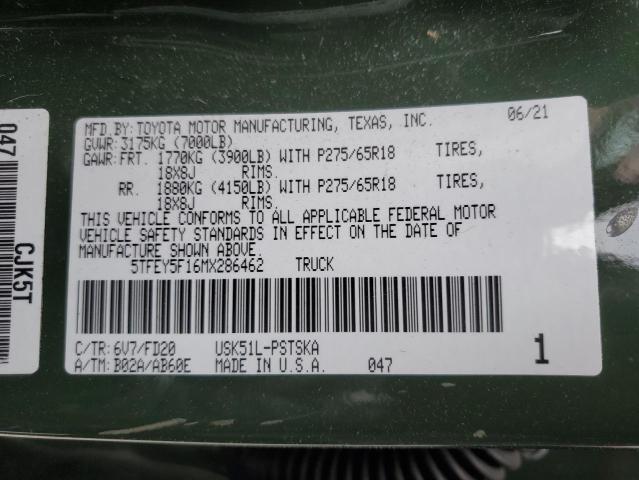 MFD.BY:TOYOTA MOTOR MANUFACTURING, TEXAS, INC. 06/21
GVWR:3175KG (7000LB)
GAWR:FRT. 1770KG (3900LB) WITH P275/65R18 TIRES,
18X8J RIMS.
RR. 1880KG (4150LB) WITH P275/65R18 TIRES,
18X8J RIMS.
THIS VEHICLE CONFORMS TO ALL APPLICABLE FEDERAL MOTOR
VEHICLE SAFETY STANDARDS IN EFFECT ON THE DATE OF
MANUFACTURE SHOWN ABOVE.
5TFEY5F16MX286462 TRUCK
C/TR: 6V7/FD20 USK51L-PSTSKA 1
A/TM: B02A/AB60E MADE IN U.S.A. 047
047
CJK5T